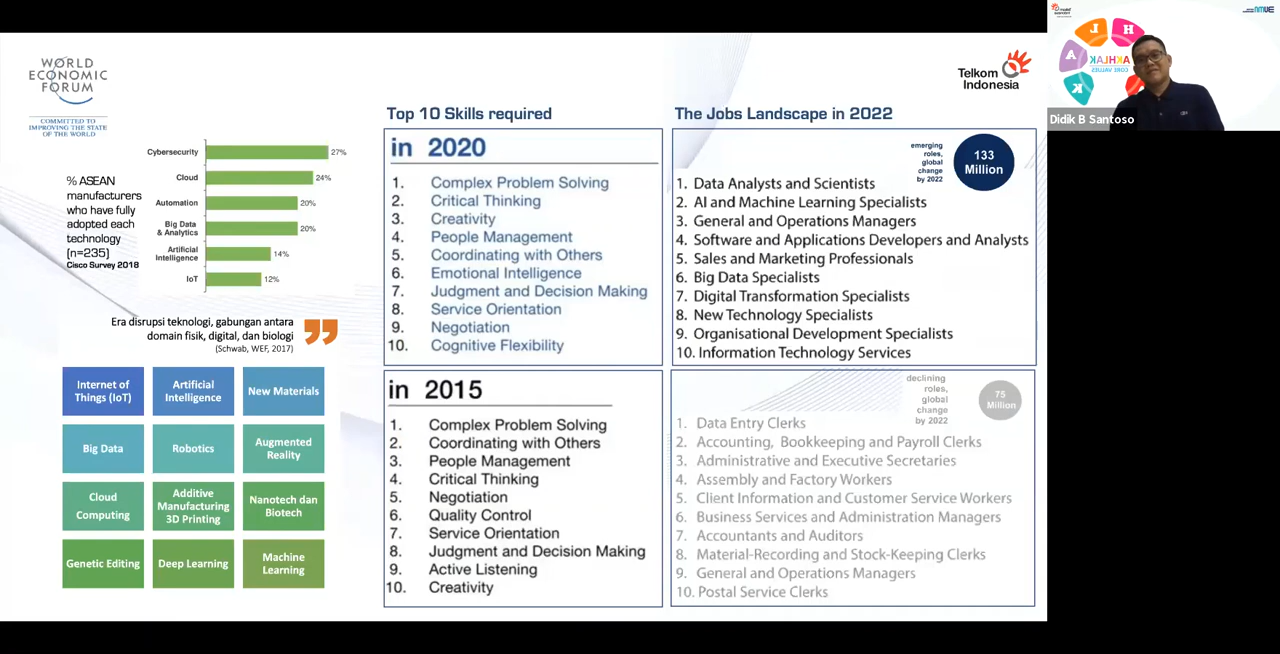 WORLD
ECONOMIC
FORUM
COMMITTED TO
IMPROVING THE STATE
OF THE WORLD
% ASEAN
manufacturers
who have fully
adopted each
technology
(n=235)
Cisco Survey 2018
Cybersecurity 27%
Cloud 24%
Automation 20%
Big Data
& Analytics 20%
Artificial
Intelligence 14%
IoT 12%
Era disrupsi teknologi, gabungan antara
domain fisik, digital, dan biologi
(Schwab, WEF, 2017)
Internet of
Things (IoT)
Artificial
Intelligence
New Materials
Big Data
Robotics
Augmented
Reality
Cloud
Computing
Additive
Manufacturing
3D Printing
Nanotech dan
Biotech
Genetic Editing
Deep Learning
Machine
Learning
Top 10 Skills required
in 2020
1. Complex Problem Solving
2. Critical Thinking
3. Creativity
4. People Management
5. Coordinating with Others
6. Emotional Intelligence
7. Judgment and Decision Making
8. Service Orientation
9. Negotiation
10. Cognitive Flexibility
in 2015
1. Complex Problem Solving
2. Coordinating with Others
3. People Management
4. Critical Thinking
5. Negotiation
6. Quality Control
7. Service Orientation
8. Judgment and Decision Making
9. Active Listening
10. Creativity
Telkom
Indonesia
The Jobs Landscape in 2022
emerging
roles,
global
change
by 2022
133
Million
1. Data Analysts and Scientists
2. AI and Machine Learning Specialists
3. General and Operations Managers
4. Software and Applications Developers and Analysts
5. Sales and Marketing Professionals
6. Big Data Specialists
7. Digital Transformation Specialists
8. New Technology Specialists
9. Organisational Development Specialists
10. Information Technology Services
declining
roles,
global
change
by 2022
75
Million
1. Data Entry Clerks
2. Accounting, Bookkeeping and Payroll Clerks
3. Administrative and Executive Secretaries
4. Assembly and Factory Workers
5. Client Information and Customer Service Workers
6. Business Services and Administration Managers
7. Accountants and Auditors
8. Material-Recording and Stock-Keeping Clerks
9. General and Operations Managers
10. Postal Service Clerks
H
J
A
AKHLAK
CORE VALUES
K
Didik B Santoso